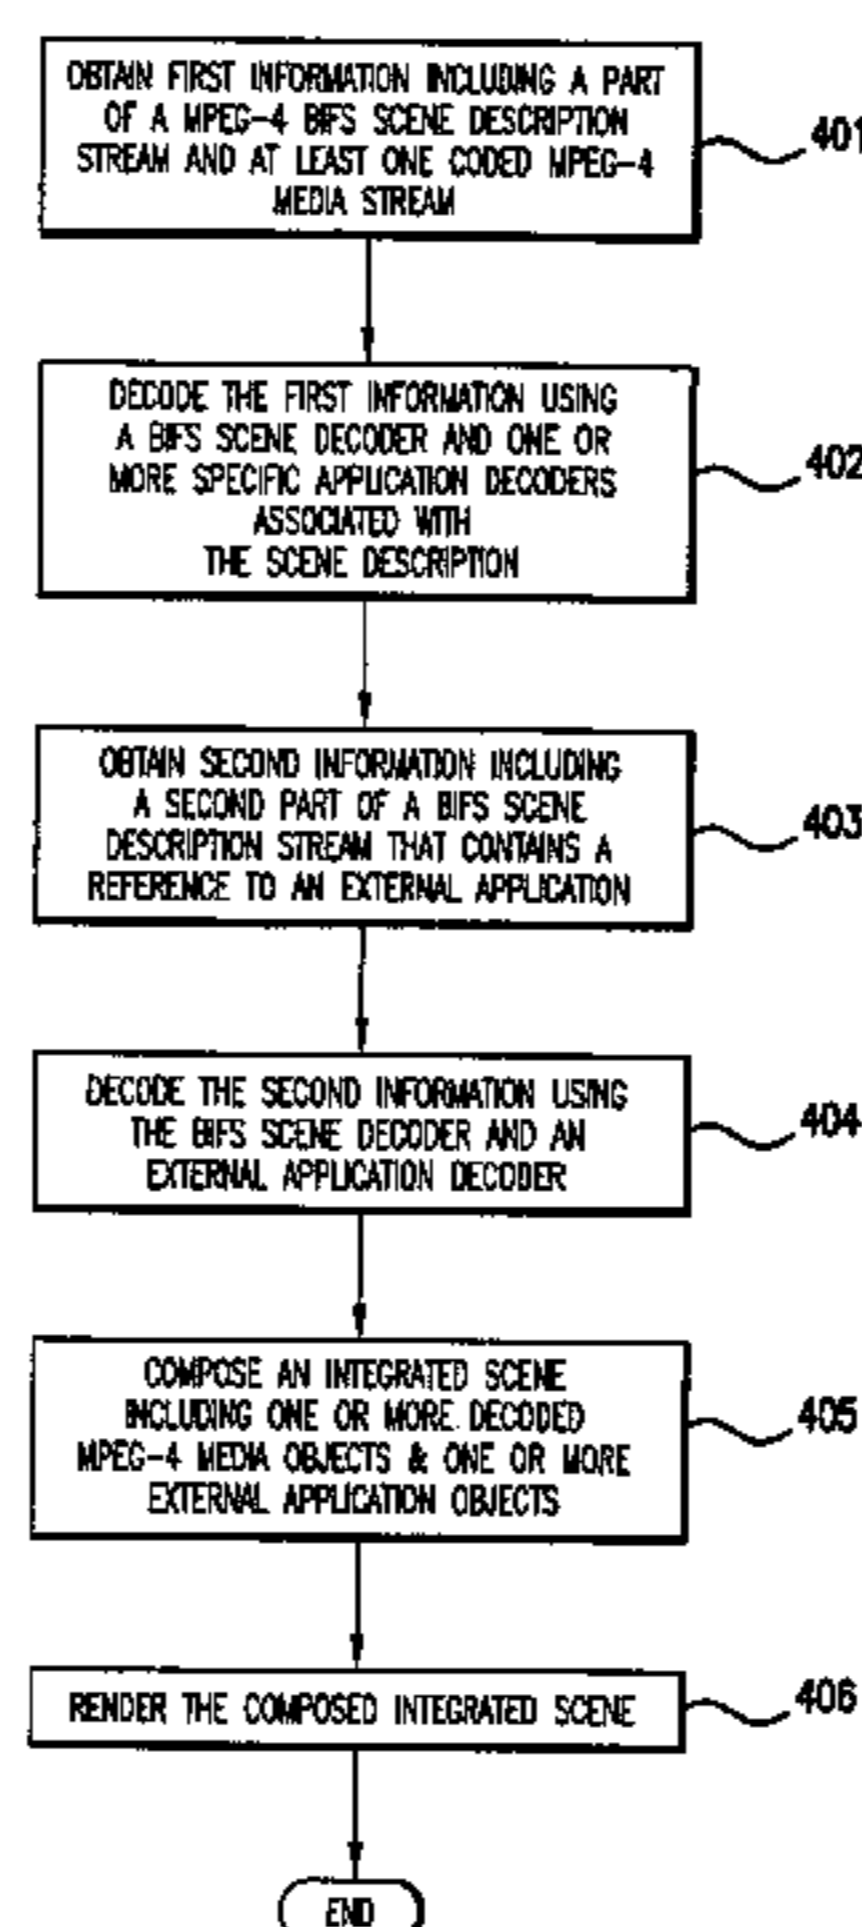 OBTAIN FIRST INFORMATION INCLUDING A PART
OF A MPEG-4 BIFS SCENE DESCRIPTION
STREAM AND AT LEAST ONE CODED MPEG-4
MEDIA STREAM
401
DECODE THE FIRST INFORMATION USING
A BIFS SCENE DECODER AND ONE OR
MORE SPECIFIC APPLICATION DECODERS
ASSOCIATED WITH
THE SCENE DESCRIPTION
402
OBTAIN SECOND INFORMATION INCLUDING
A SECOND PART OF A BIFS SCENE
DESCRIPTION STREAM THAT CONTAINS A
REFERENCE TO AN EXTERNAL APPLICATION
403
DECODE THE SECOND INFORMATION USING
THE BIFS SCENE DECODER AND AN
EXTERNAL APPLICATION DECODER
404
COMPOSE AN INTEGRATED SCENE
INCLUDING ONE OR MORE DECODED
MPEG-4 MEDIA OBJECTS & ONE OR MORE
EXTERNAL APPLICATION OBJECTS
405
RENDER THE COMPOSED INTEGRATED SCENE
406
END